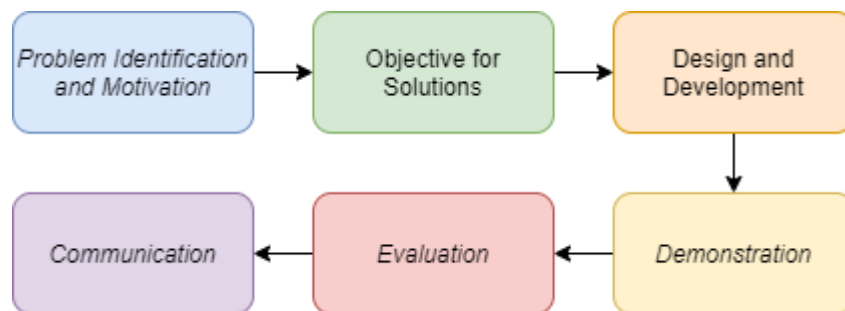 Problem Identification
and Motivation
Objective for
Solutions
Design and
Development
Demonstration
Evaluation
Communication